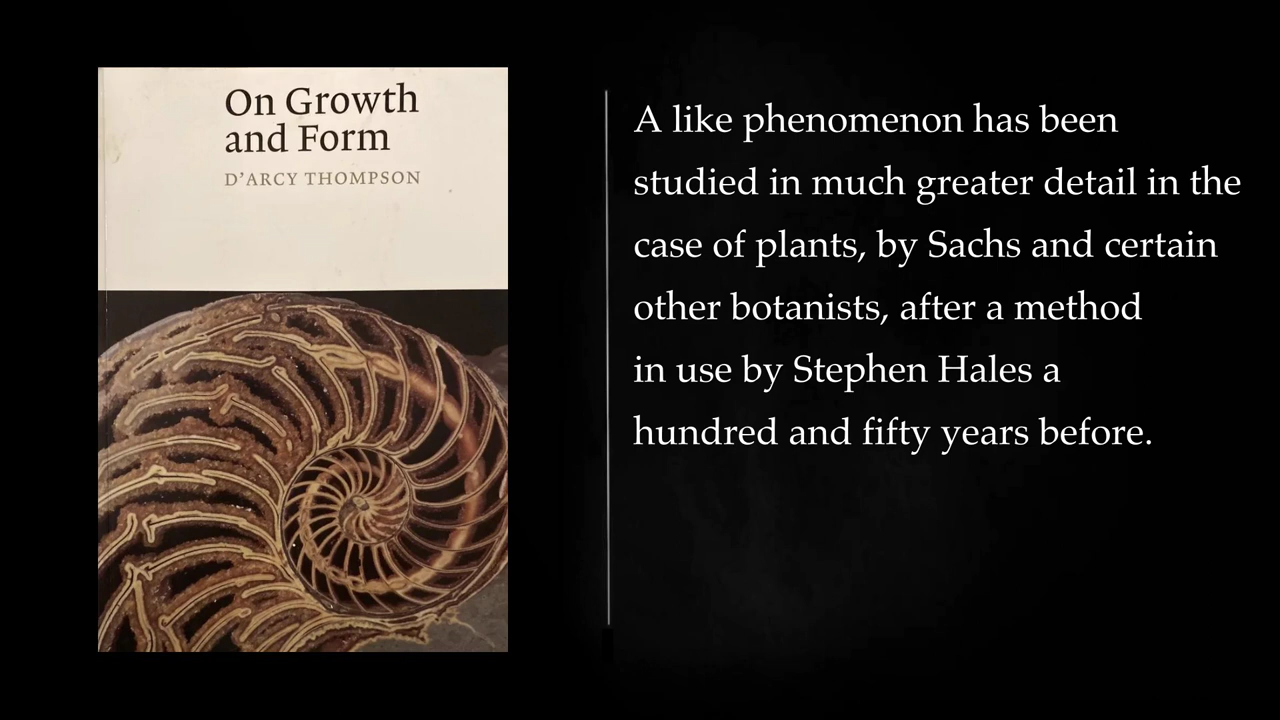 On Growth
and Form
D'ARCY THOMPSON
A like phenomenon has been
studied in much greater detail in the
case of plants, by Sachs and certain
other botanists, after a method
in use by Stephen Hales a
hundred and fifty years before.